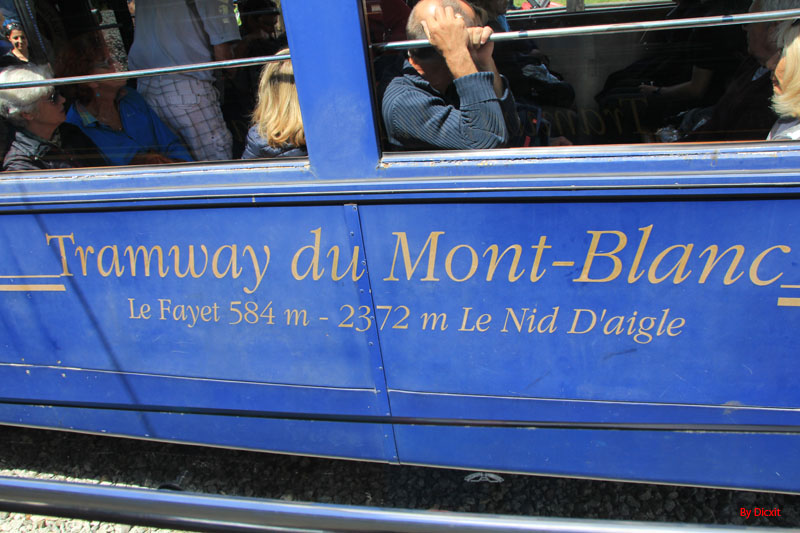 Tramway du Mont-Blanc
Le Fayet 584 m - 2372 m Le Nid D'aigle
By Dlcxit